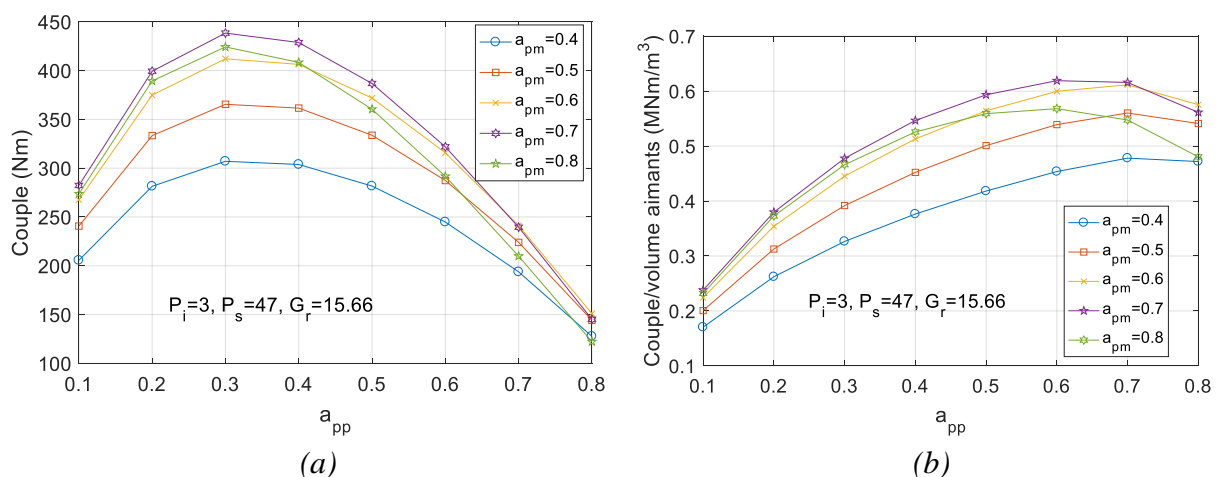 Couple (Nm)
450
400
350
300
250
200
150
100
a_pm=0.4
a_pm=0.5
a_pm=0.6
a_pm=0.7
a_pm=0.8
P_i=3, P_s=47, G_r=15.66
0.1 0.2 0.3 0.4 0.5 0.6 0.7 0.8
a_pp
(a)
Couple/volume aimants (MNm/m³)
0.7
0.6
0.5
0.4
0.3
0.2
0.1
P_i=3, P_s=47, G_r=15.66
a_pm=0.4
a_pm=0.5
a_pm=0.6
a_pm=0.7
a_pm=0.8
0.1 0.2 0.3 0.4 0.5 0.6 0.7 0.8
a_pp
(b)